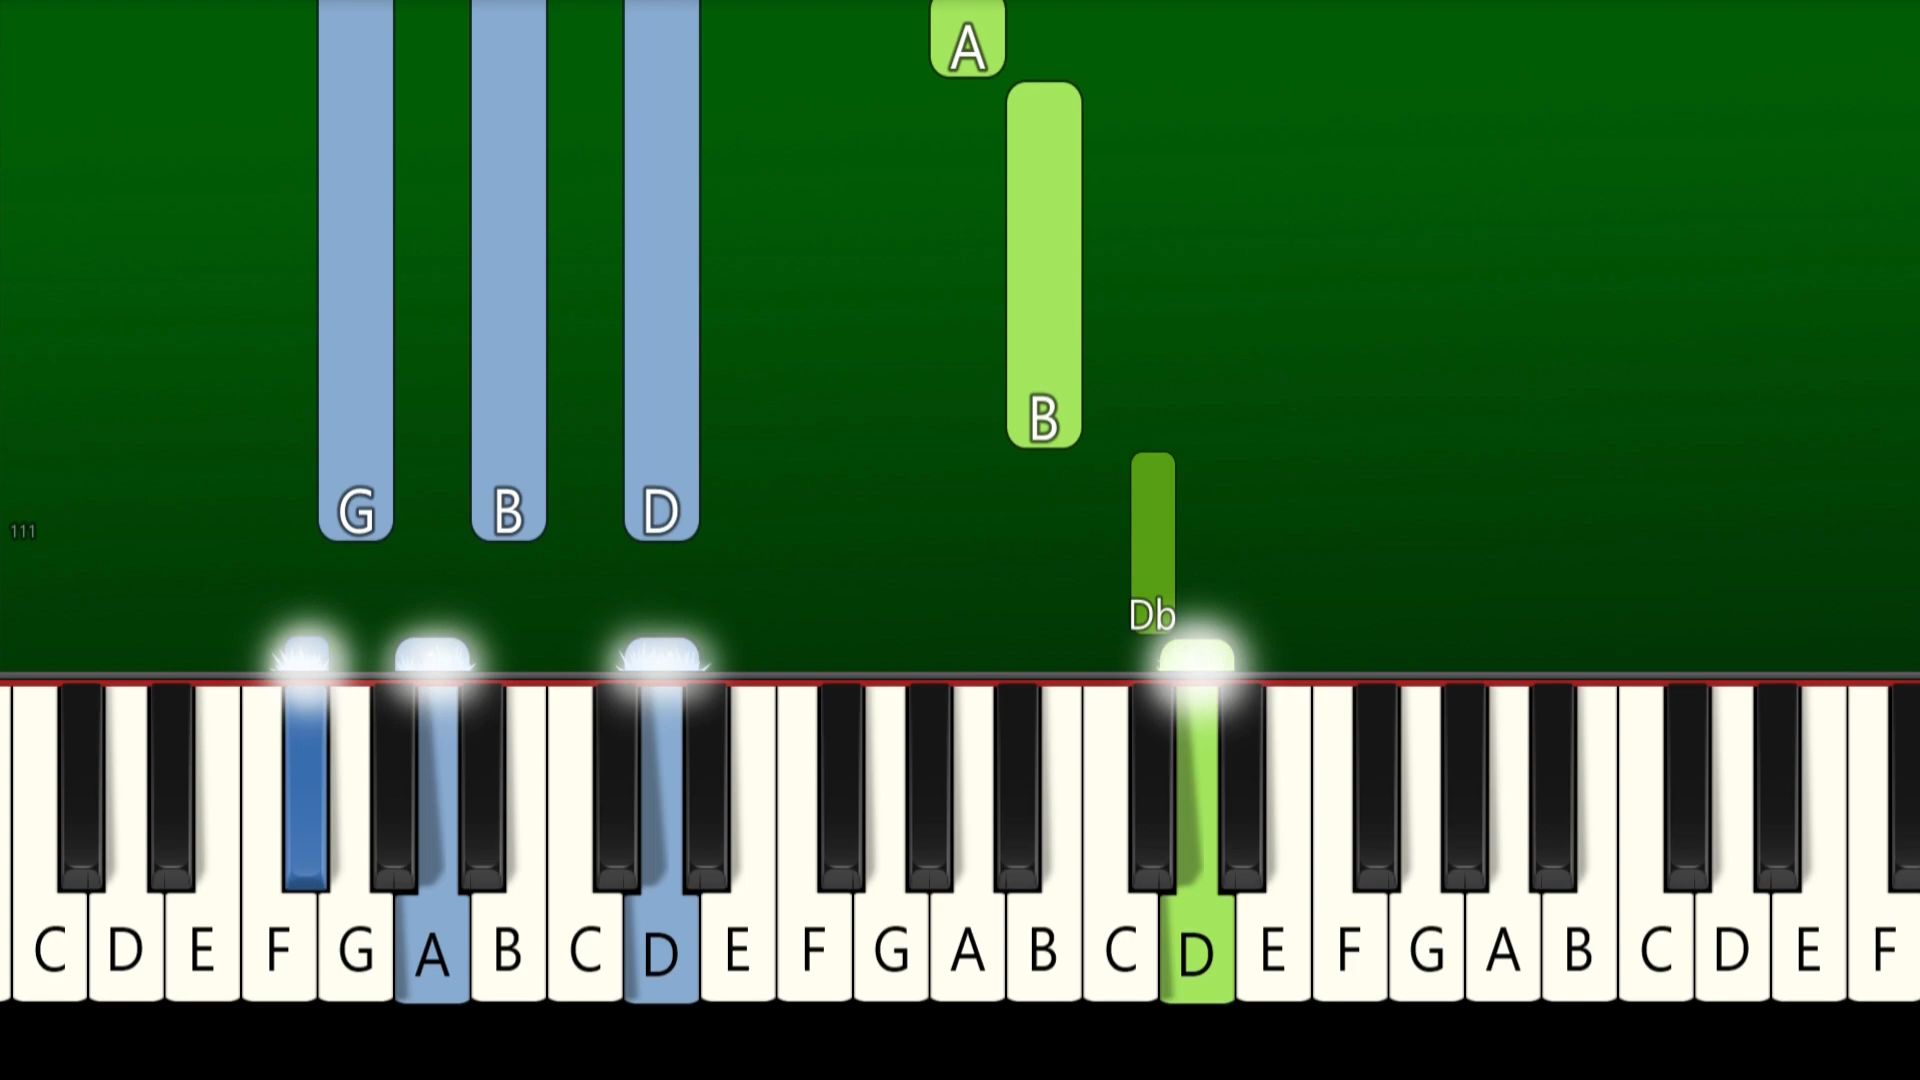 A
B
G B D
111
Db
C D E F G A B C D E F G A B C D E F G A B C D E F